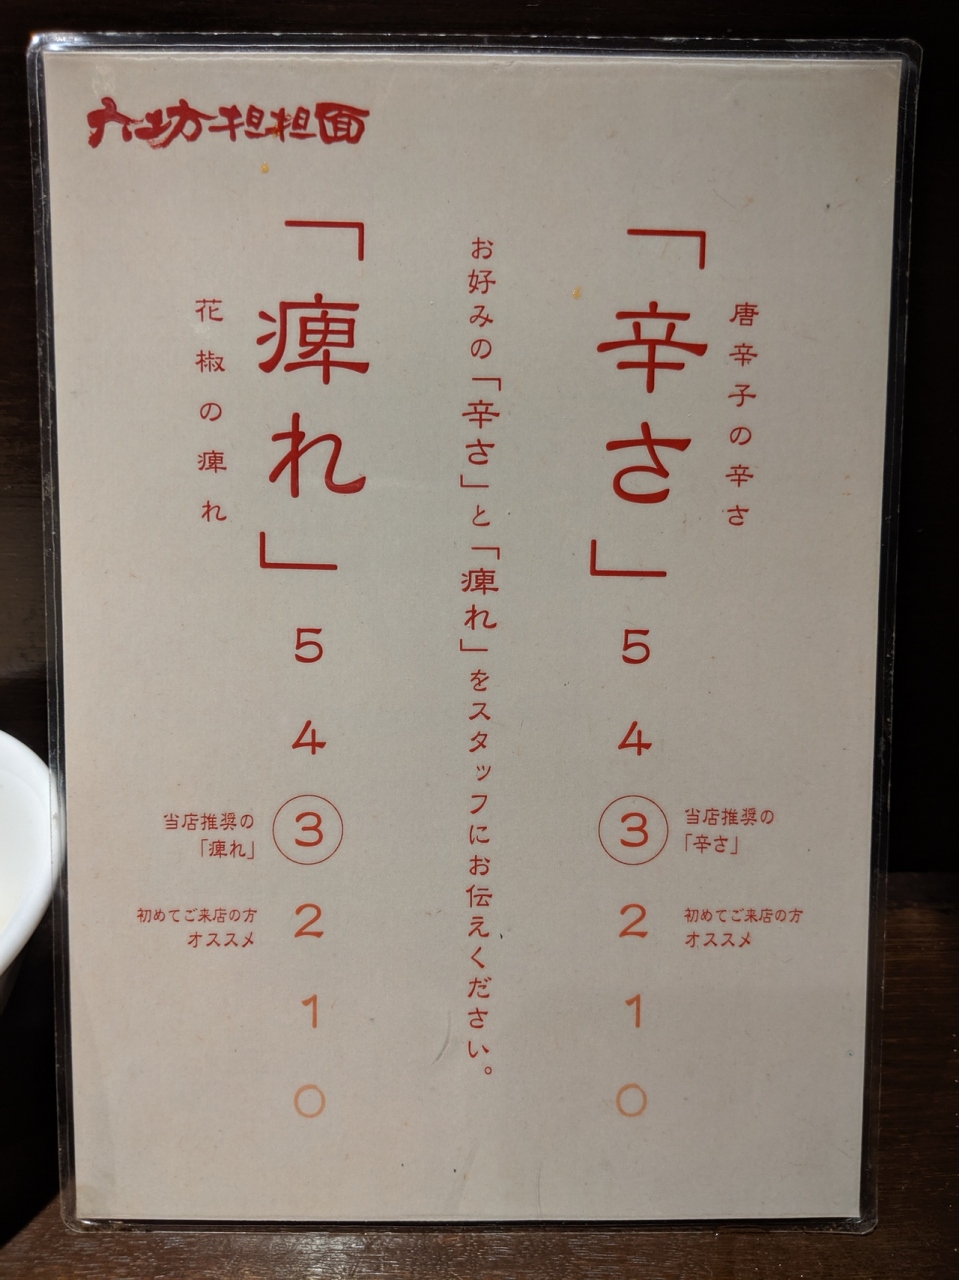 六坊担担面
唐辛子の辛さ
「辛さ」
5
4
3
当店推奨の
「辛さ」
2
初めてご来店の方
オススメ
1
0
お好みの「辛さ」と「痺れ」をスタッフにお伝えください。
「痺れ」
花椒の痺れ
5
4
3
当店推奨の
「痺れ」
2
初めてご来店の方
オススメ
1
0